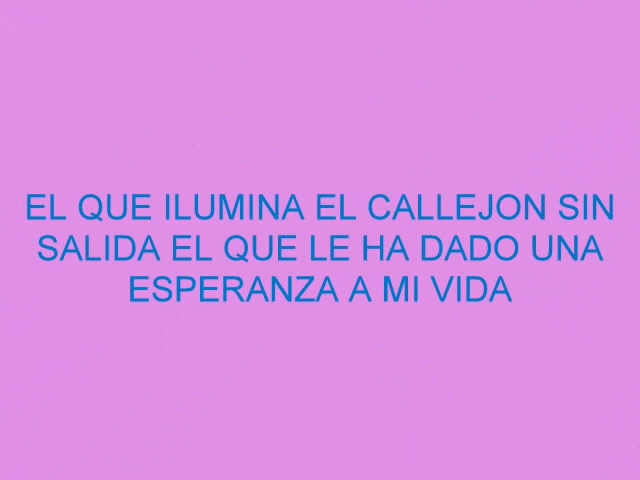 EL QUE ILUMINA EL CALLEJON SIN
SALIDA EL QUE LE HA DADO UNA
ESPERANZA A MI VIDA